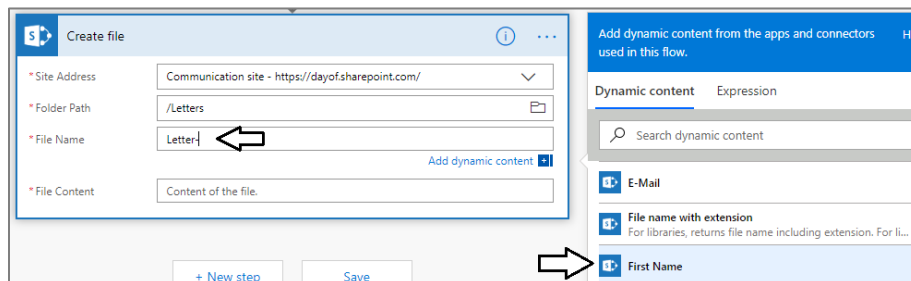 Create file
* Site Address
Communication site - https://dayof.sharepoint.com/
* Folder Path
/Letters
* File Name
Letter-
Add dynamic content
* File Content
Content of the file.
+ New step
Save
Add dynamic content from the apps and connectors
used in this flow.
Dynamic content
Expression
Search dynamic content
E-Mail
File name with extension
For libraries, returns file name including extension. For li...
First Name